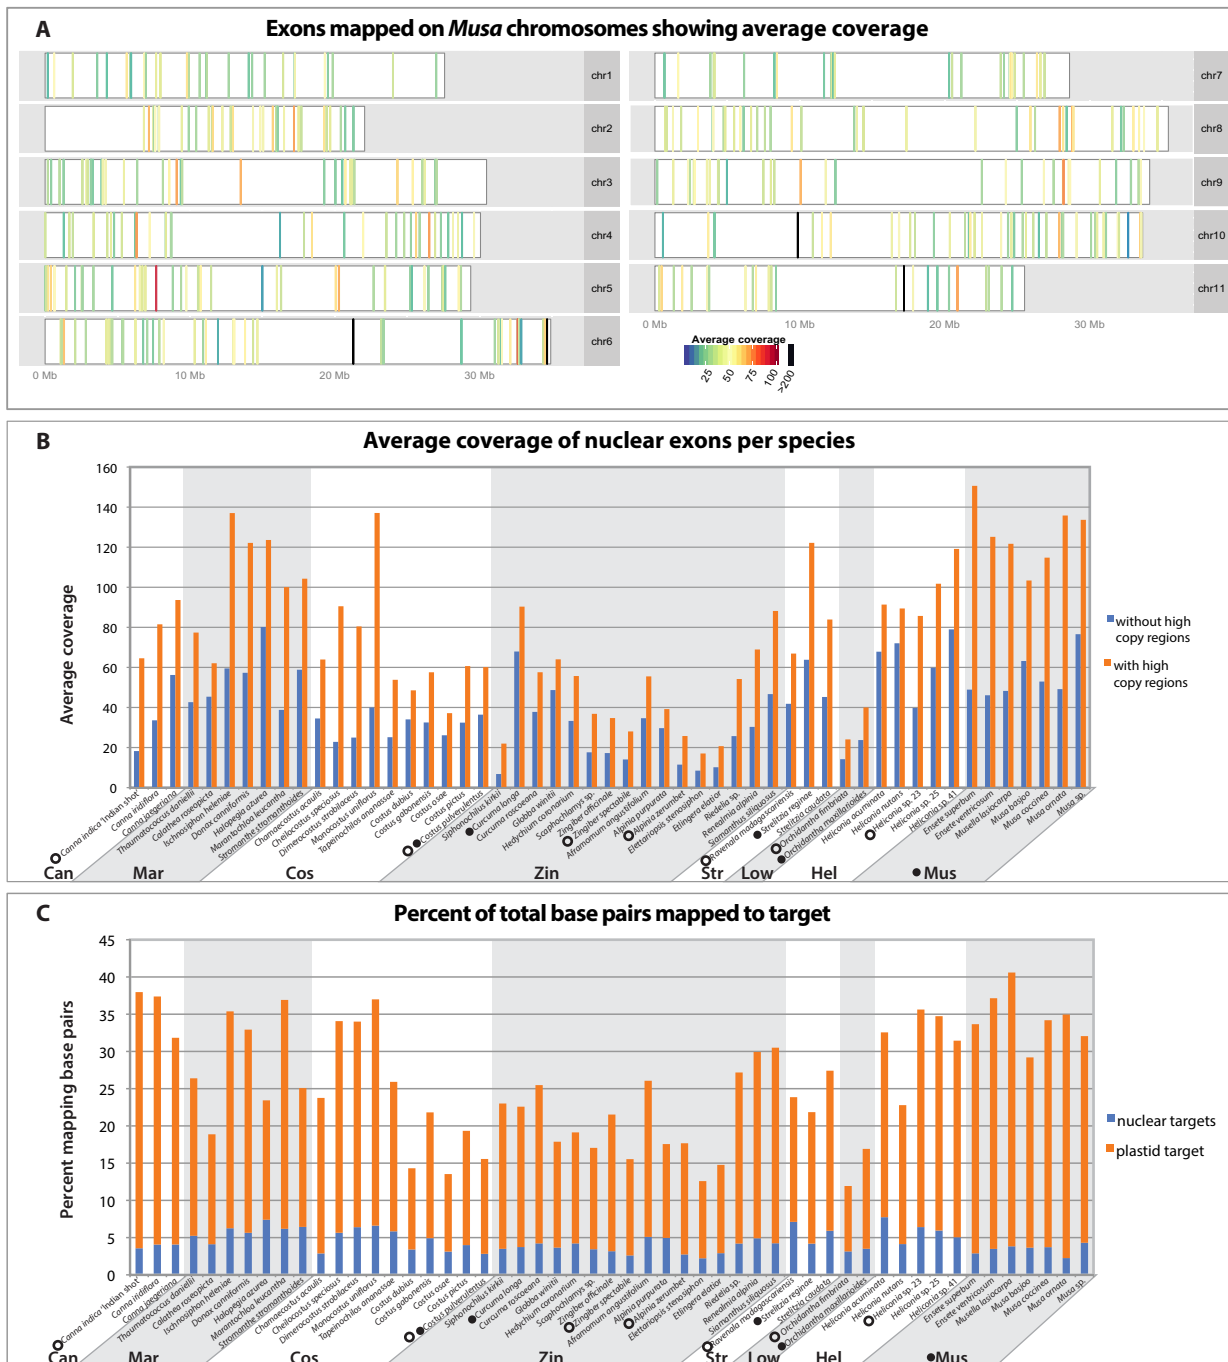 A
Exons mapped on Musa chromosomes showing average coverage
chr1
chr2
chr3
chr4
chr5
chr6
0 Mb
10 Mb
20 Mb
30 Mb
chr7
chr8
chr9
chr10
chr11
0 Mb
10 Mb
20 Mb
30 Mb
Average coverage
25
50
75
100
>200
B
Average coverage of nuclear exons per species
Average coverage
160
140
120
100
80
60
40
20
0
without high
copy regions
with high
copy regions
Canna indica 'Indian shot'
Canna iridiflora
Canna jaegeriana
Thaumatococcus daniellii
Calathea roseopicta
Ischnosiphon heleniae
Donax canniformis
Halopegia azurea
Marantochloa leucantha
Stromanthe stromanthoides
Chamaecostus acaulis
Cheilocostus speciosus
Dimerocostus strobilaceus
Monocostus uniflorus
Tapeinochilos ananassae
Costus dubius
Costus gabonensis
Costus osae
Costus pictus
Costus pulverulentus
Siphonochilus kirkii
Curcuma longa
Curcuma roscoeana
Globba winitii
Hedychium coronarium
Scaphochlamys sp.
Zingiber officinale
Zingiber spectabile
Aframomum angustifolium
Alpinia purpurata
Alpinia zerumbet
Elettariopsis stenosiphon
Etlingera elatior
Riedelia sp.
Renealmia alpinia
Siamanthus siliquosus
Ravenala madagascariensis
Strelitzia reginae
Strelitzia caudata
Orchidantha fimbriata
Orchidantha maxillarioides
Heliconia acuminata
Heliconia nutans
Heliconia sp. 23
Heliconia sp. 25
Heliconia sp. 41
Ensete superbum
Ensete ventricosum
Musella lasiocarpa
Musa basjoo
Musa coccinea
Musa ornata
Musa sp.
Can
Mar
Cos
Zin
Str
Low
Hel
Mus
C
Percent of total base pairs mapped to target
Percent mapping base pairs
45
40
35
30
25
20
15
10
5
0
nuclear targets
plastid target
Canna indica 'Indian shot'
Canna iridiflora
Canna jaegeriana
Thaumatococcus daniellii
Calathea roseopicta
Ischnosiphon heleniae
Donax canniformis
Halopegia azurea
Marantochloa leucantha
Stromanthe stromanthoides
Chamaecostus acaulis
Cheilocostus speciosus
Dimerocostus strobilaceus
Monocostus uniflorus
Tapeinochilos ananassae
Costus dubius
Costus gabonensis
Costus osae
Costus pictus
Costus pulverulentus
Siphonochilus kirkii
Curcuma longa
Curcuma roscoeana
Globba winitii
Hedychium coronarium
Scaphochlamys sp.
Zingiber officinale
Zingiber spectabile
Aframomum angustifolium
Alpinia purpurata
Alpinia zerumbet
Elettariopsis stenosiphon
Etlingera elatior
Riedelia sp.
Renealmia alpinia
Siamanthus siliquosus
Ravenala madagascariensis
Strelitzia reginae
Strelitzia caudata
Orchidantha fimbriata
Orchidantha maxillarioides
Heliconia acuminata
Heliconia nutans
Heliconia sp. 23
Heliconia sp. 25
Heliconia sp. 41
Ensete superbum
Ensete ventricosum
Musella lasiocarpa
Musa basjoo
Musa coccinea
Musa ornata
Musa sp.
Can
Mar
Cos
Zin
Str
Low
Hel
Mus